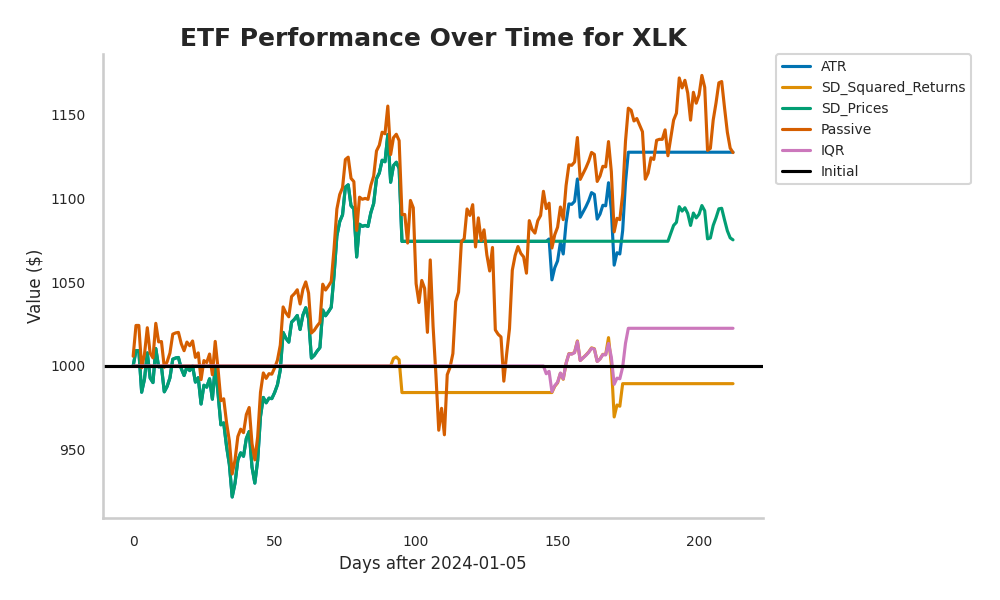 ETF Performance Over Time for XLK
Value ($)
1150
1100
1050
1000
950
0 50 100 150 200
Days after 2024-01-05
ATR
SD_Squared_Returns
SD_Prices
Passive
IQR
Initial